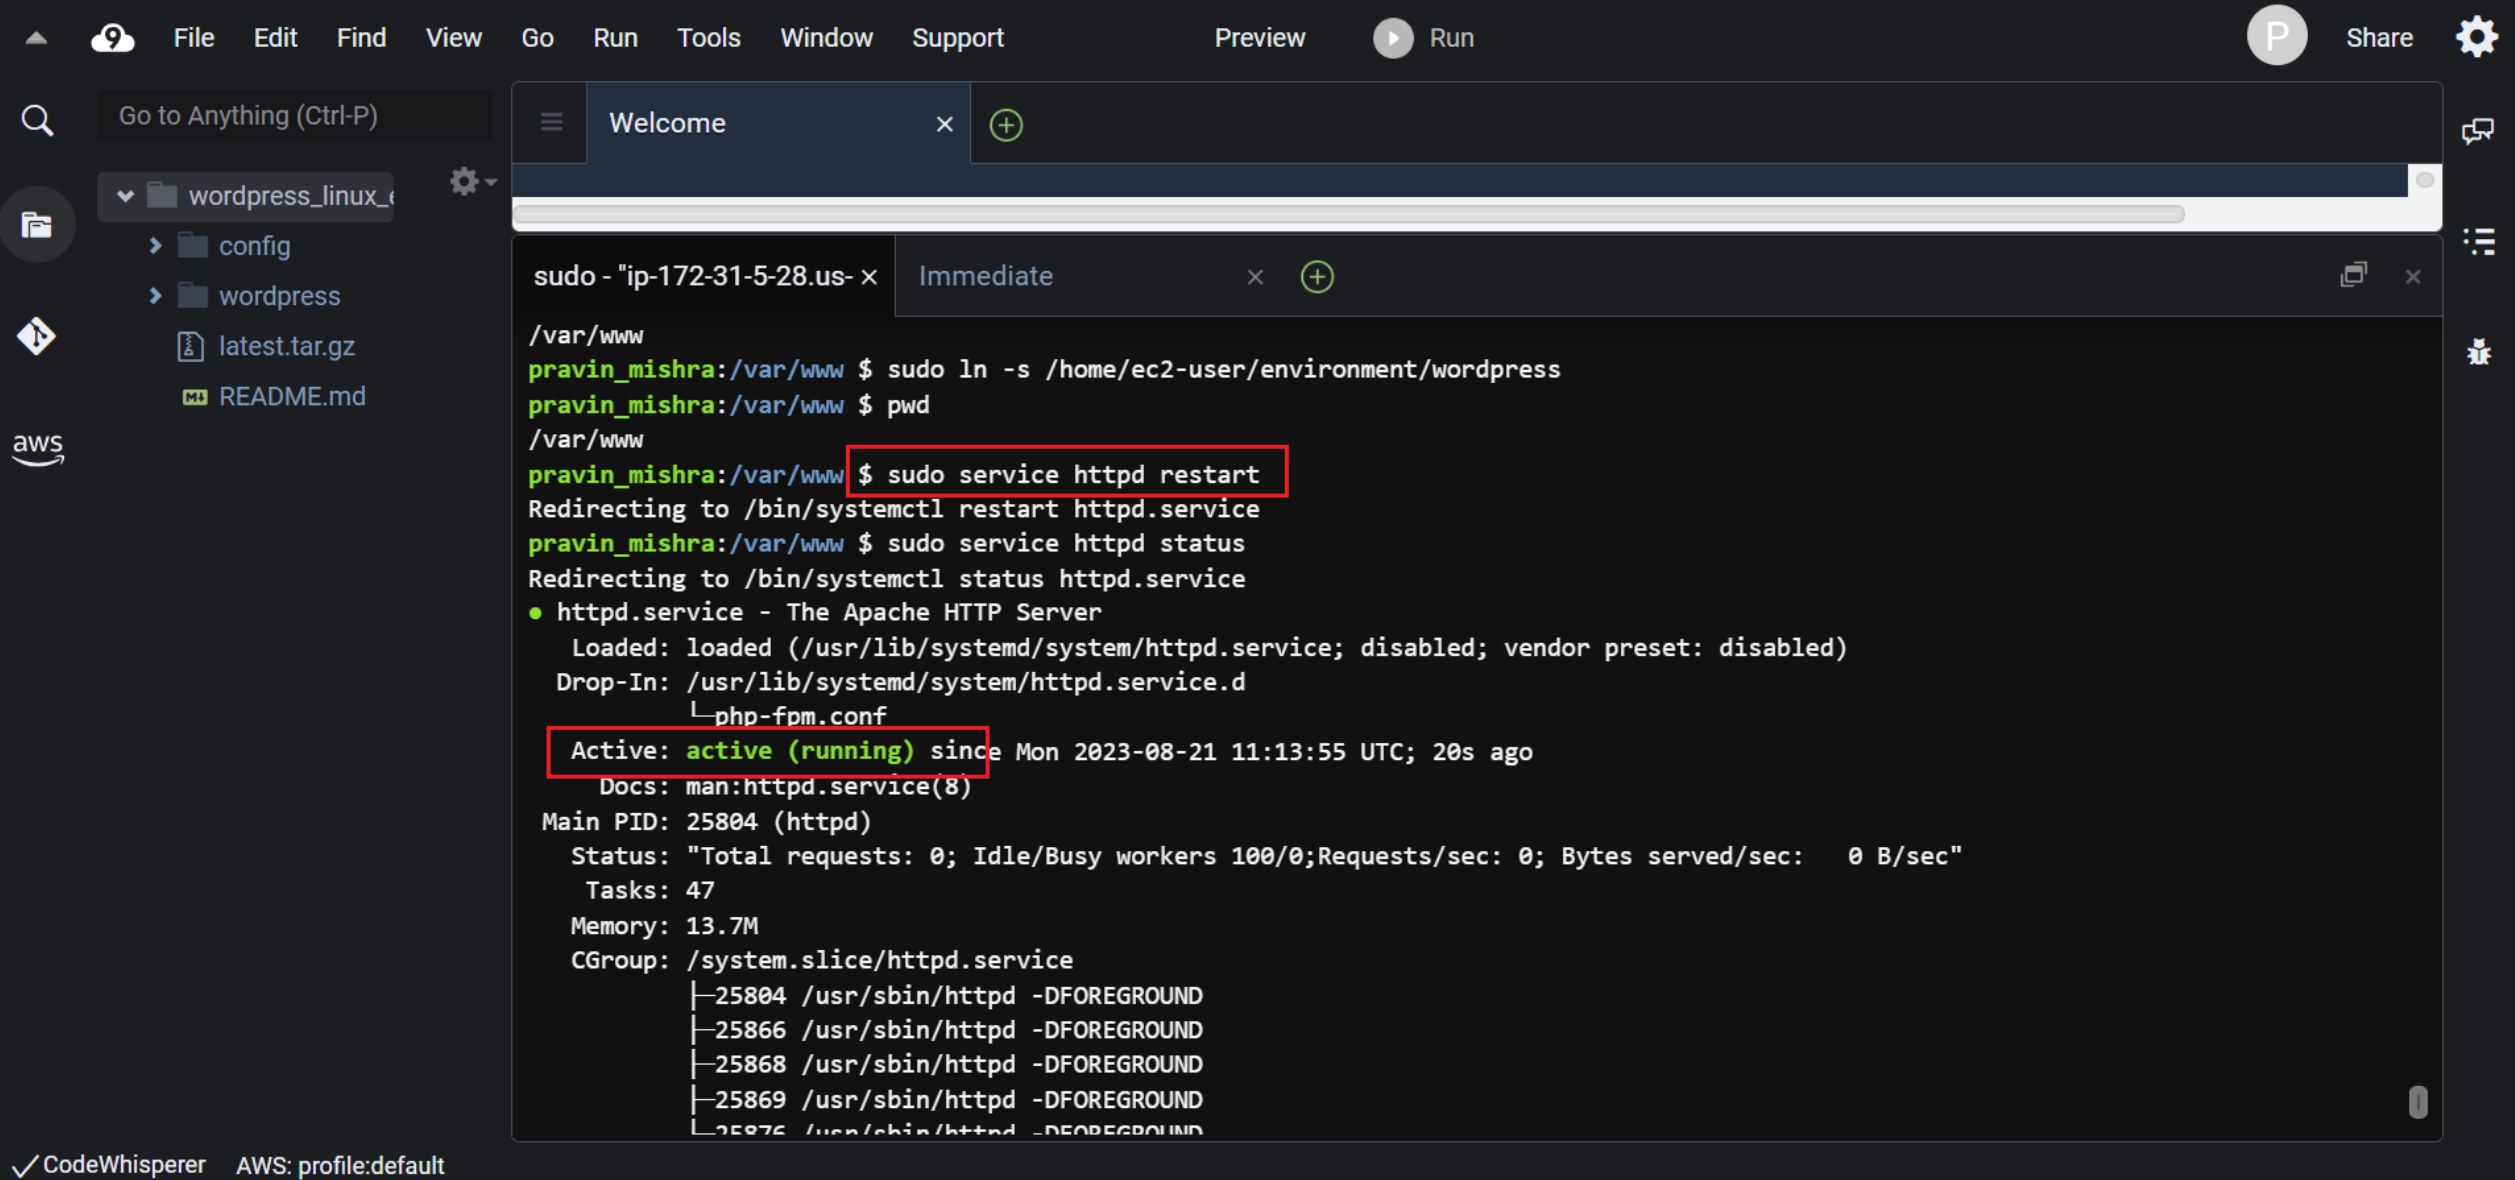 9 File Edit Find View Go Run Tools Window Support Preview Run P Share
Go to Anything (Ctrl-P)
wordpress_linux_
config
wordpress
latest.tar.gz
M↓ README.md
aws
Welcome
sudo - "ip-172-31-5-28.us- Immediate
/var/www
pravin_mishra:/var/www $ sudo ln -s /home/ec2-user/environment/wordpress
pravin_mishra:/var/www $ pwd
/var/www
pravin_mishra:/var/www $ sudo service httpd restart
Redirecting to /bin/systemctl restart httpd.service
pravin_mishra:/var/www $ sudo service httpd status
Redirecting to /bin/systemctl status httpd.service
● httpd.service - The Apache HTTP Server
Loaded: loaded (/usr/lib/systemd/system/httpd.service; disabled; vendor preset: disabled)
Drop-In: /usr/lib/systemd/system/httpd.service.d
└─php-fpm.conf
Active: active (running) since Mon 2023-08-21 11:13:55 UTC; 20s ago
Docs: man:httpd.service(8)
Main PID: 25804 (httpd)
Status: "Total requests: 0; Idle/Busy workers 100/0;Requests/sec: 0; Bytes served/sec:   0 B/sec"
Tasks: 47
Memory: 13.7M
CGroup: /system.slice/httpd.service
├─25804 /usr/sbin/httpd -DFOREGROUND
├─25866 /usr/sbin/httpd -DFOREGROUND
├─25868 /usr/sbin/httpd -DFOREGROUND
├─25869 /usr/sbin/httpd -DFOREGROUND
└─25876 /usr/sbin/httpd -DFOREGROUND
CodeWhisperer AWS: profile:default